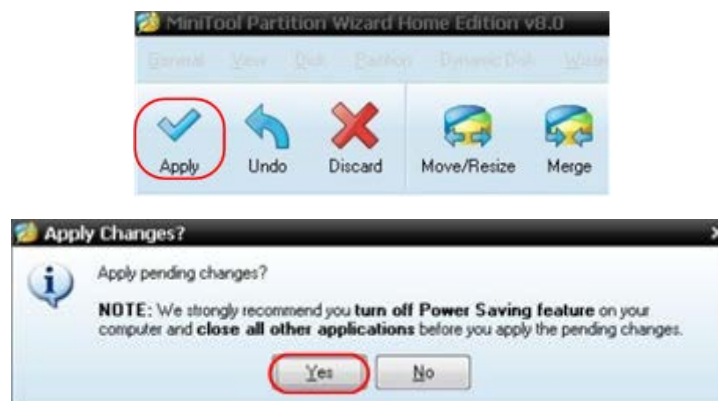 MiniTool Partition Wizard Home Edition v8.0
General View Disk Partition Dynamic Disk
Apply Undo Discard Move/Resize Merge
Apply Changes?
Apply pending changes?
NOTE: We strongly recommend you turn off Power Saving feature on your
computer and close all other applications before you apply the pending changes.
Yes No